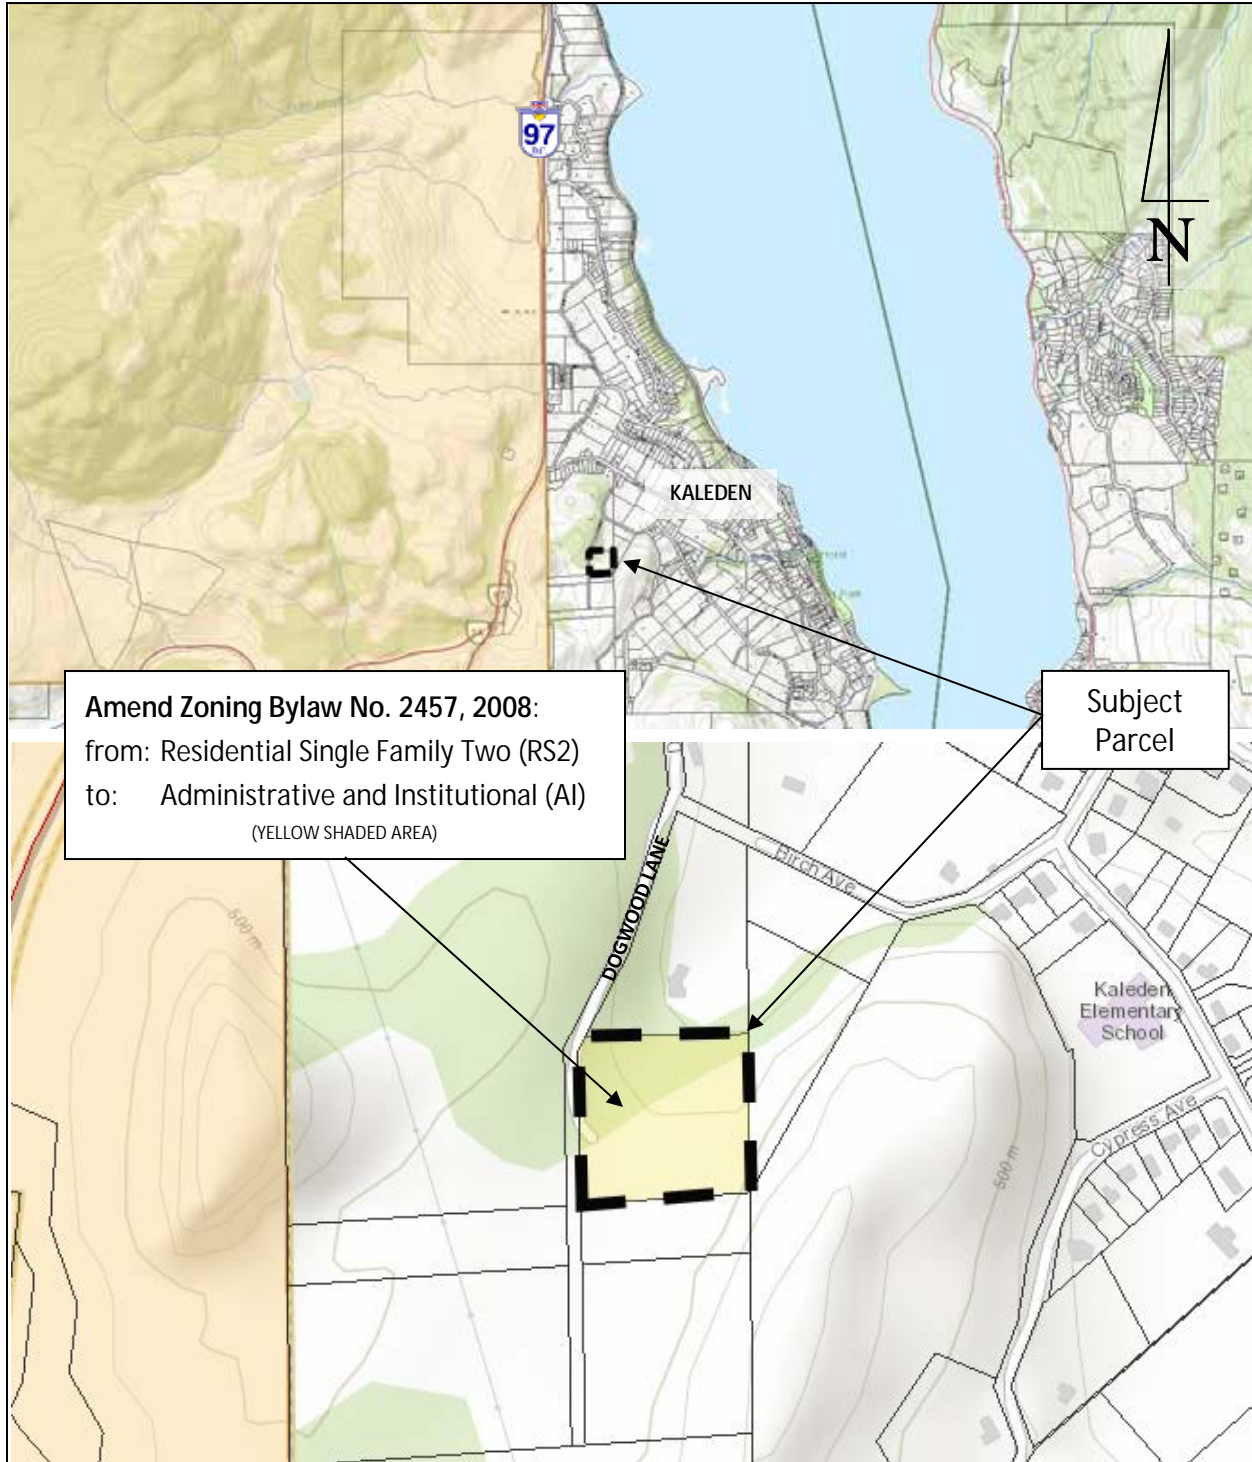 97
N
KALEDEN
Amend Zoning Bylaw No. 2457, 2008:
from: Residential Single Family Two (RS2)
to: Administrative and Institutional (AI)
(YELLOW SHADED AREA)
Subject
Parcel
DOGWOOD LANE
Birch Ave
500 m
Kaleden
Elementary
School
Cypress Ave
500 m